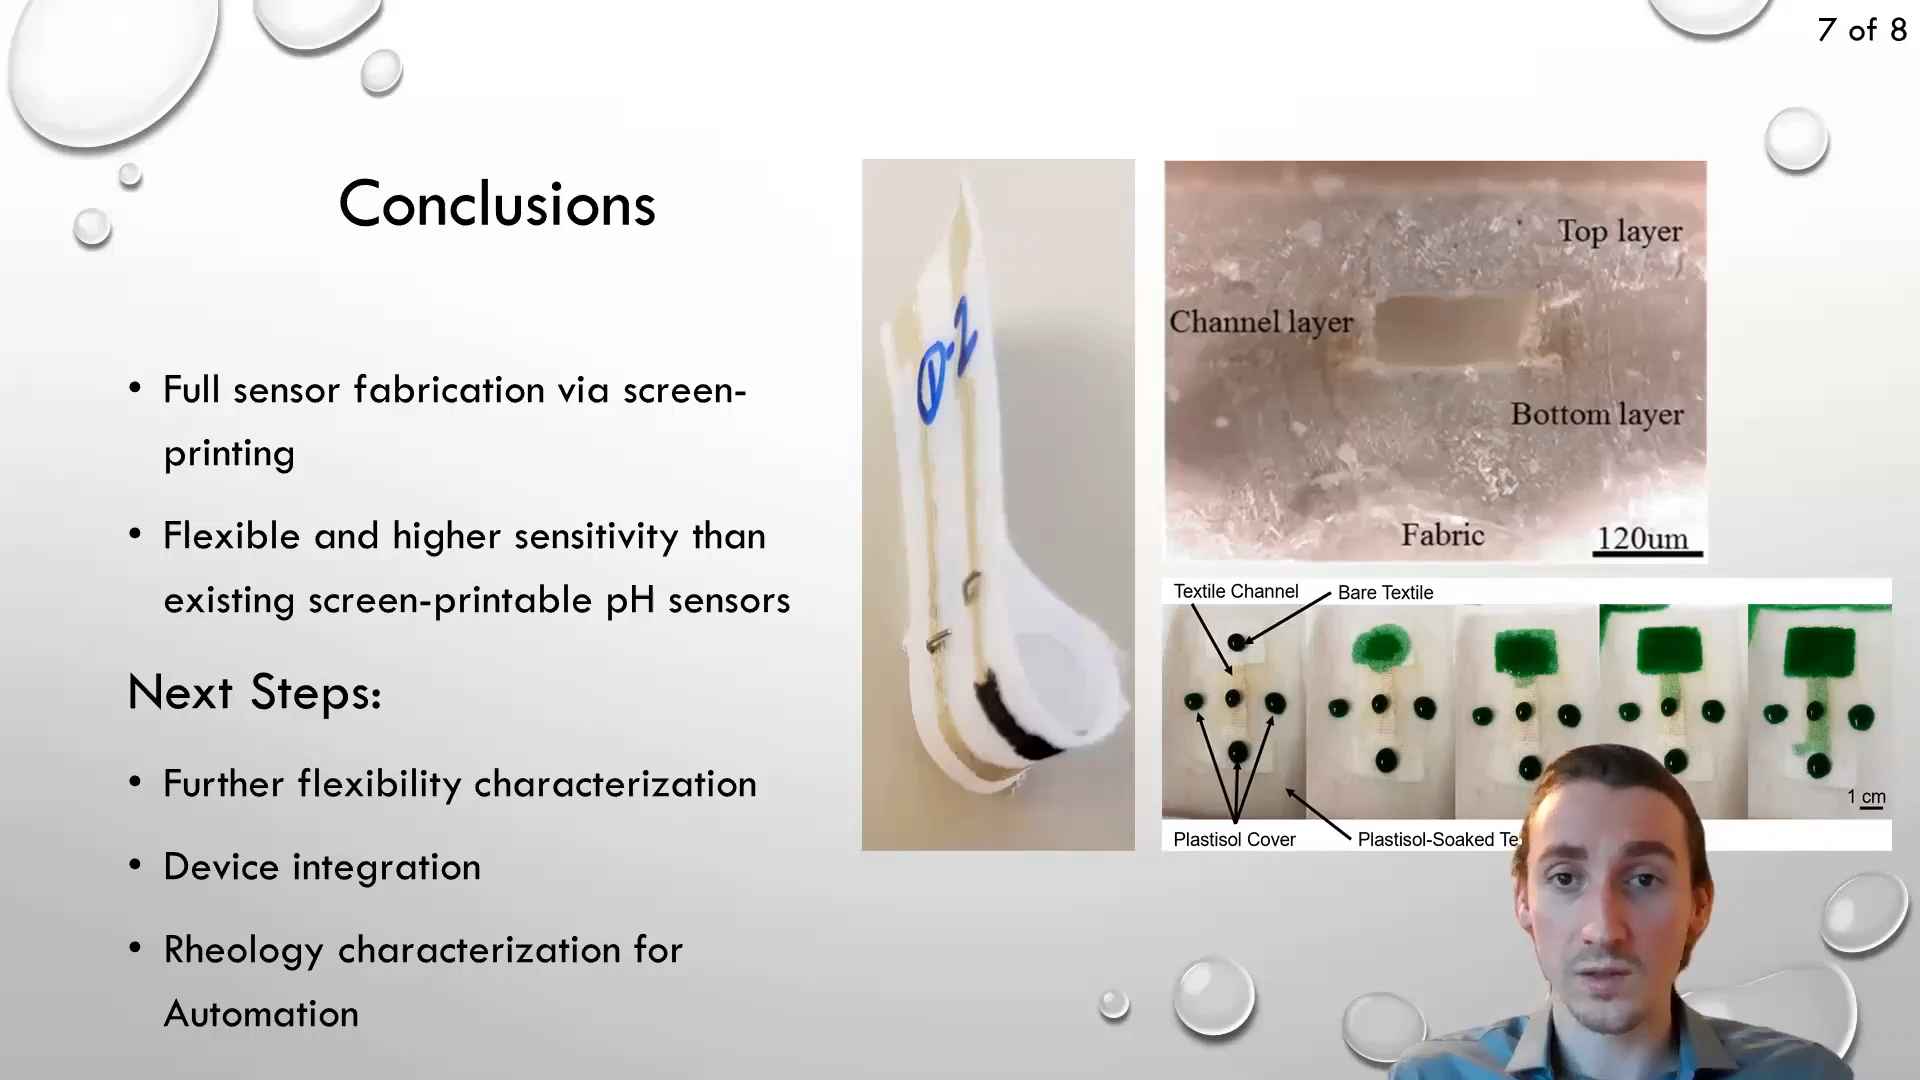 7 of 8
Conclusions
• Full sensor fabrication via screen-
printing
• Flexible and higher sensitivity than
existing screen-printable pH sensors
Next Steps:
• Further flexibility characterization
• Device integration
• Rheology characterization for
Automation
1-2
Top layer
Channel layer
Bottom layer
Fabric
120um
Textile Channel
Bare Textile
1 cm
Plastisol Cover
Plastisol-Soaked